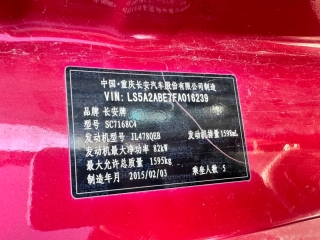 中国·重庆长安汽车股份有限公司制造
VIN: LS5A2ABE7FA016239
品牌 长安牌
型号 SC7168C4
发动机型号 JL478QEB 发动机排量 1598mL
发动机最大净功率 82kW
最大允许总质量 1595kg
制造年月 2015/02/03 乘坐人数 5